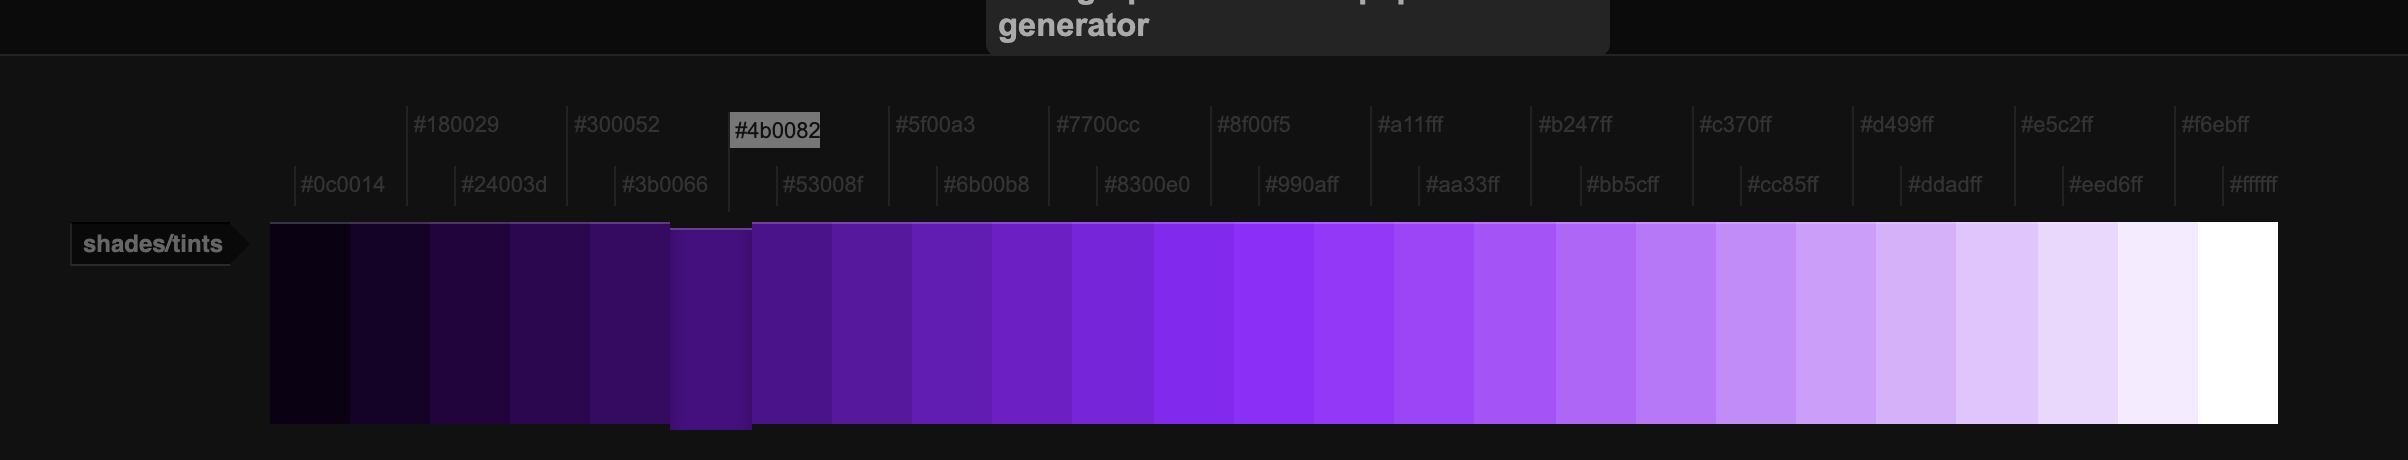 generator
#180029 #300052 #4b0082 #5f00a3 #7700cc #8f00f5 #a11fff #b247ff #c370ff #d499ff #e5c2ff #f6ebff
#0c0014 #24003d #3b0066 #53008f #6b00b8 #8300e0 #990aff #aa33ff #bb5cff #cc85ff #ddadff #eed6ff #ffffff
shades/tints